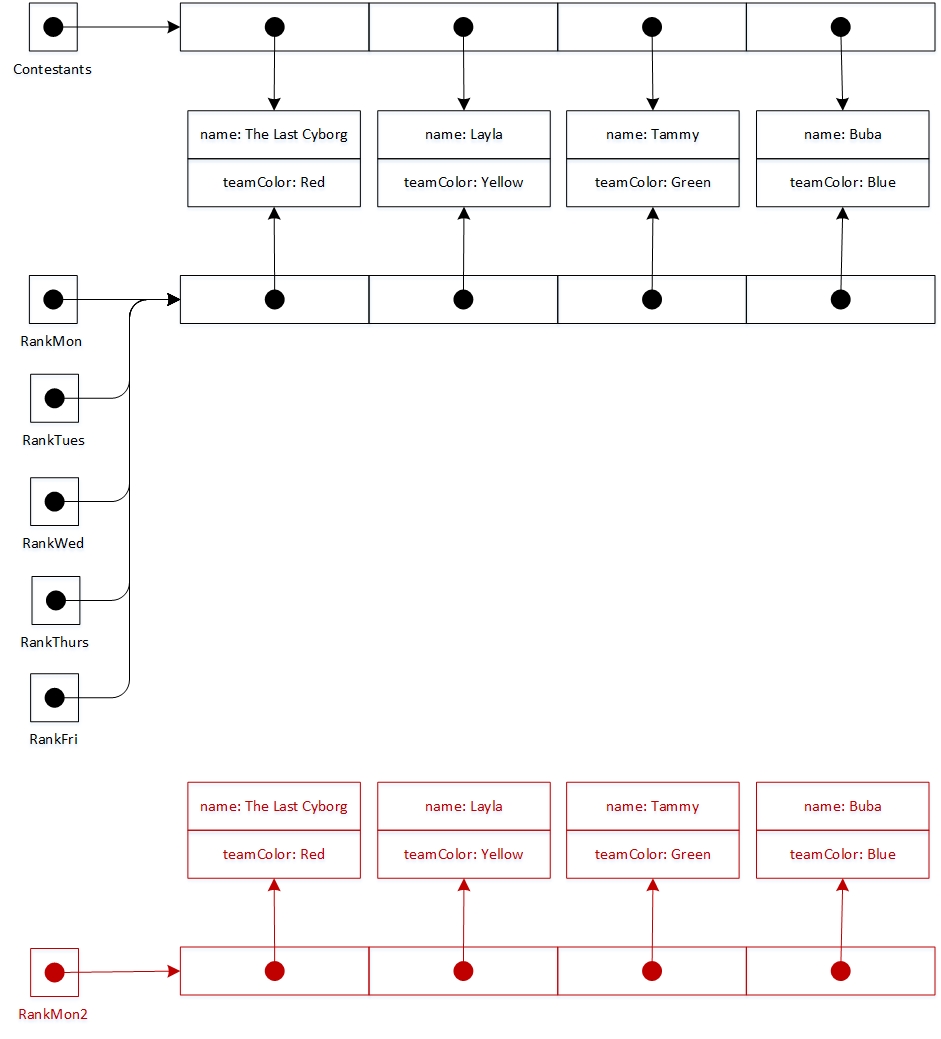 Contestants
name: The Last Cyborg
name: Layla
name: Tammy
name: Buba
teamColor: Red
teamColor: Yellow
teamColor: Green
teamColor: Blue
RankMon
RankTues
RankWed
RankThurs
RankFri
name: The Last Cyborg
name: Layla
name: Tammy
name: Buba
teamColor: Red
teamColor: Yellow
teamColor: Green
teamColor: Blue
RankMon2